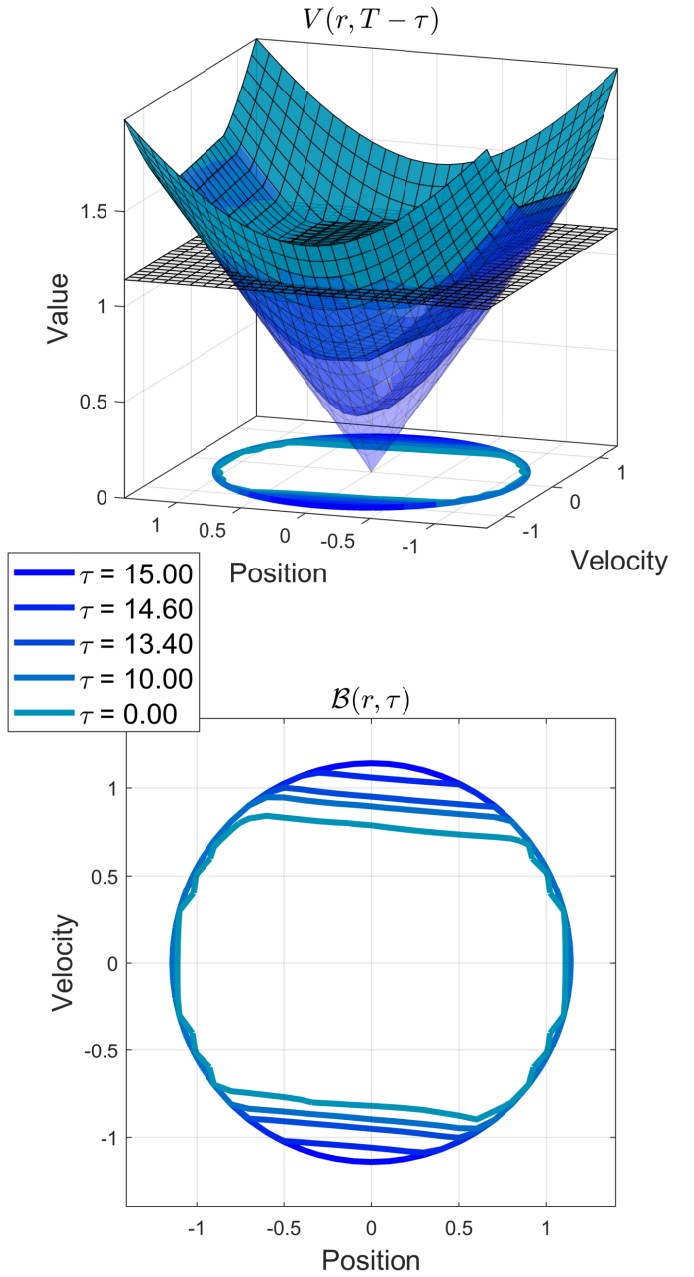 V(r, T − τ)
1.5
1
0.5
0
Value
1
0.5
0
-0.5
-1
Position
1
0
-1
Velocity
τ = 15.00
τ = 14.60
τ = 13.40
τ = 10.00
τ = 0.00
ℬ(r, τ)
1
0.5
0
-0.5
-1
Velocity
-1
-0.5
0
0.5
1
Position